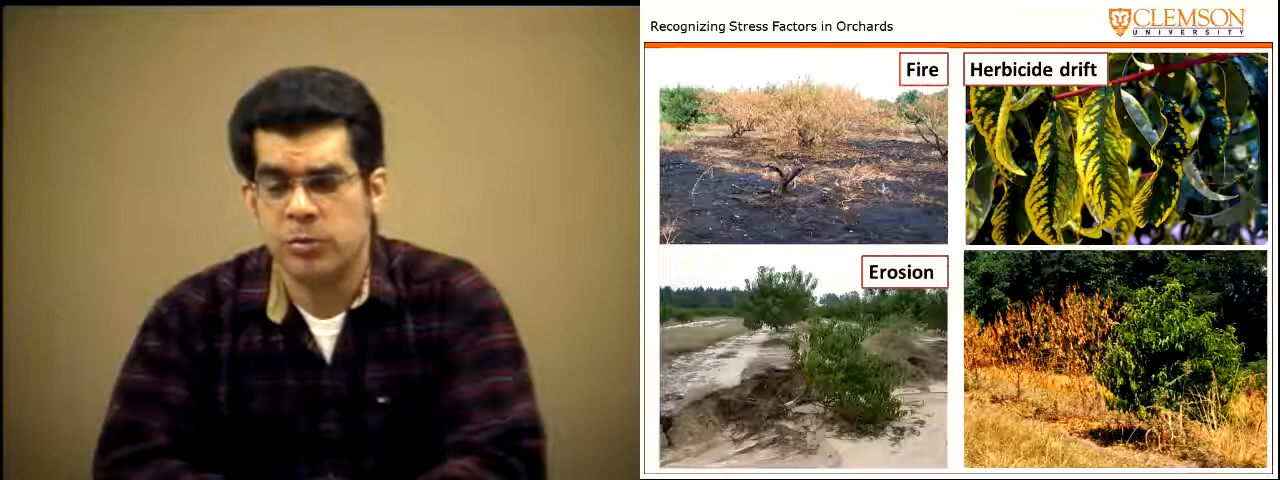 Recognizing Stress Factors in Orchards
CLEMSON
UNIVERSITY
Fire
Herbicide drift
Erosion